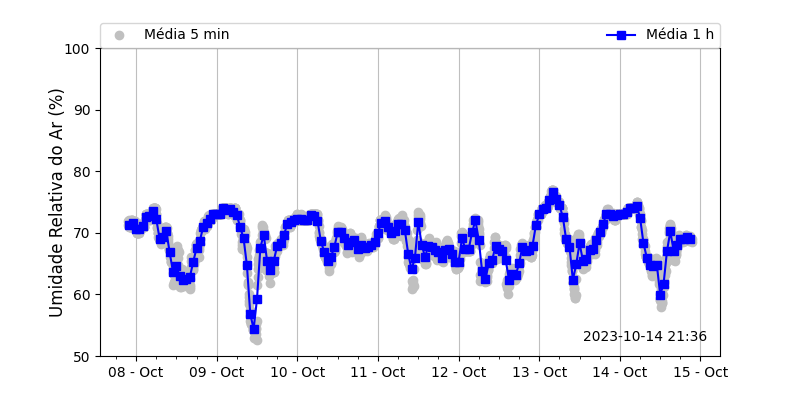 Média 5 min
Média 1 h
Umidade Relativa do Ar (%)
100
90
80
70
60
50
2023-10-14 21:36
08 - Oct
09 - Oct
10 - Oct
11 - Oct
12 - Oct
13 - Oct
14 - Oct
15 - Oct